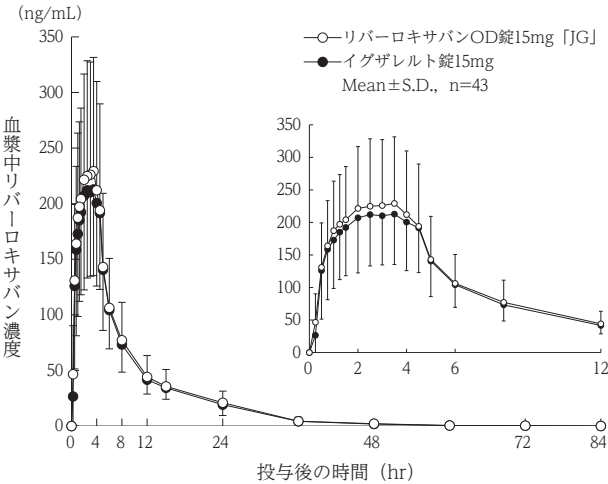 (ng/mL)
リバーロキサバンOD錠15mg「JG」
イグザレルト錠15mg
Mean±S.D., n=43
血漿中リバーロキサバン濃度
350
300
250
200
150
100
50
0
350
300
250
200
150
100
50
0
0 2 4 6 12
0 4 8 12 24 48 72 84
投与後の時間 (hr)